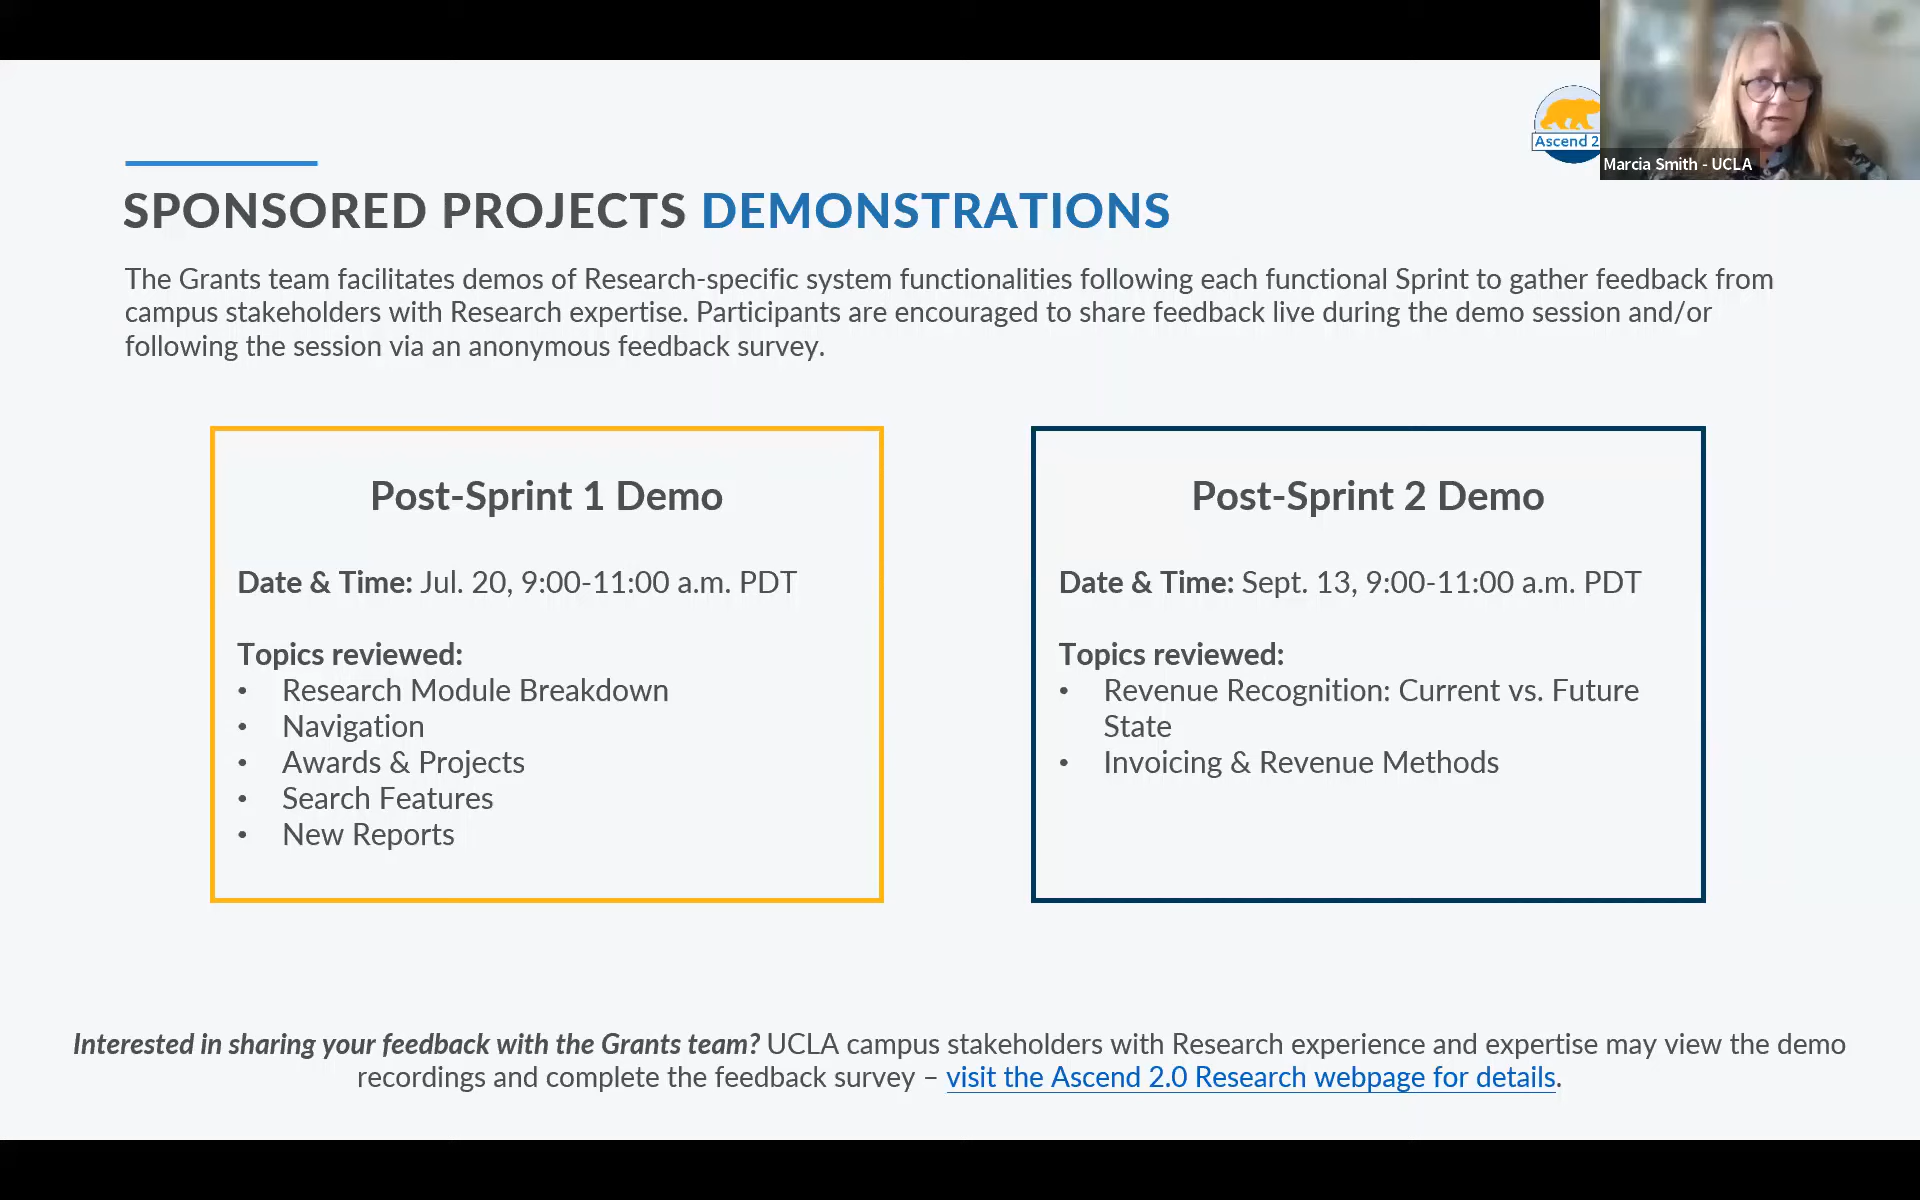 Ascend 2
Marcia Smith - UCLA
SPONSORED PROJECTS DEMONSTRATIONS
The Grants team facilitates demos of Research-specific system functionalities following each functional Sprint to gather feedback from
campus stakeholders with Research expertise. Participants are encouraged to share feedback live during the demo session and/or
following the session via an anonymous feedback survey.
Post-Sprint 1 Demo
Date & Time: Jul. 20, 9:00-11:00 a.m. PDT
Topics reviewed:
• Research Module Breakdown
• Navigation
• Awards & Projects
• Search Features
• New Reports
Post-Sprint 2 Demo
Date & Time: Sept. 13, 9:00-11:00 a.m. PDT
Topics reviewed:
• Revenue Recognition: Current vs. Future
State
• Invoicing & Revenue Methods
Interested in sharing your feedback with the Grants team? UCLA campus stakeholders with Research experience and expertise may view the demo
recordings and complete the feedback survey – visit the Ascend 2.0 Research webpage for details.